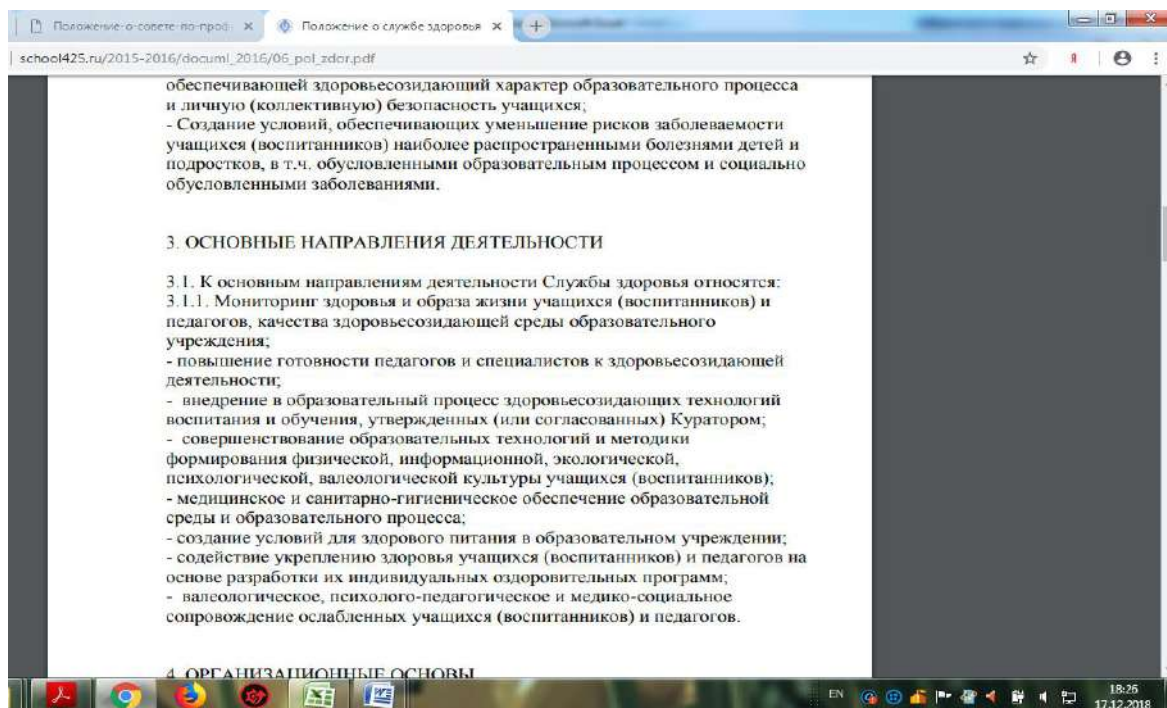 Положение-о-совете-по-проф
Положение о службе здоровья
school425.ru/2015-2016/documl_2016/06_pol_zdor.pdf
обеспечивающей здоровьесозидающий характер образовательного процесса
и личную (коллективную) безопасность учащихся;
- Создание условий, обеспечивающих уменьшение рисков заболеваемости
учащихся (воспитанников) наиболее распространенными болезнями детей и
подростков, в т.ч. обусловленными образовательным процессом и социально
обусловленными заболеваниями.
3. ОСНОВНЫЕ НАПРАВЛЕНИЯ ДЕЯТЕЛЬНОСТИ
3.1. К основным направлениям деятельности Службы здоровья относятся:
3.1.1. Мониторинг здоровья и образа жизни учащихся (воспитанников) и
педагогов, качества здоровьесозидающей среды образовательного
учреждения;
- повышение готовности педагогов и специалистов к здоровьесозидающей
деятельности;
- внедрение в образовательный процесс здоровьесозидающих технологий
воспитания и обучения, утвержденных (или согласованных) Куратором;
- совершенствование образовательных технологий и методики
формирования физической, информационной, экологической,
психологической, валеологической культуры учащихся (воспитанников);
- медицинское и санитарно-гигиеническое обеспечение образовательной
среды и образовательного процесса;
- создание условий для здорового питания в образовательном учреждении;
- содействие укреплению здоровья учащихся (воспитанников) и педагогов на
основе разработки их индивидуальных оздоровительных программ;
- валеологическое, психолого-педагогическое и медико-социальное
сопровождение ослабленных учащихся (воспитанников) и педагогов.
4. ОРГАНИЗАЦИОННЫЕ ОСНОВЫ
EN
18:26
17.12.2018